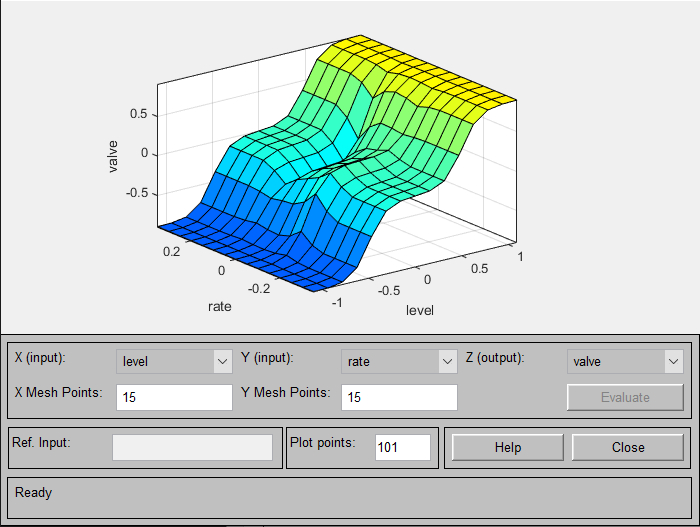 0.5
0
-0.5
valve
0.2
0
-0.2
rate
-1
-0.5
0
0.5
1
level
X (input): level Y (input): rate Z (output): valve
X Mesh Points: 15 Y Mesh Points: 15 Evaluate
Ref. Input: Plot points: 101 Help Close
Ready